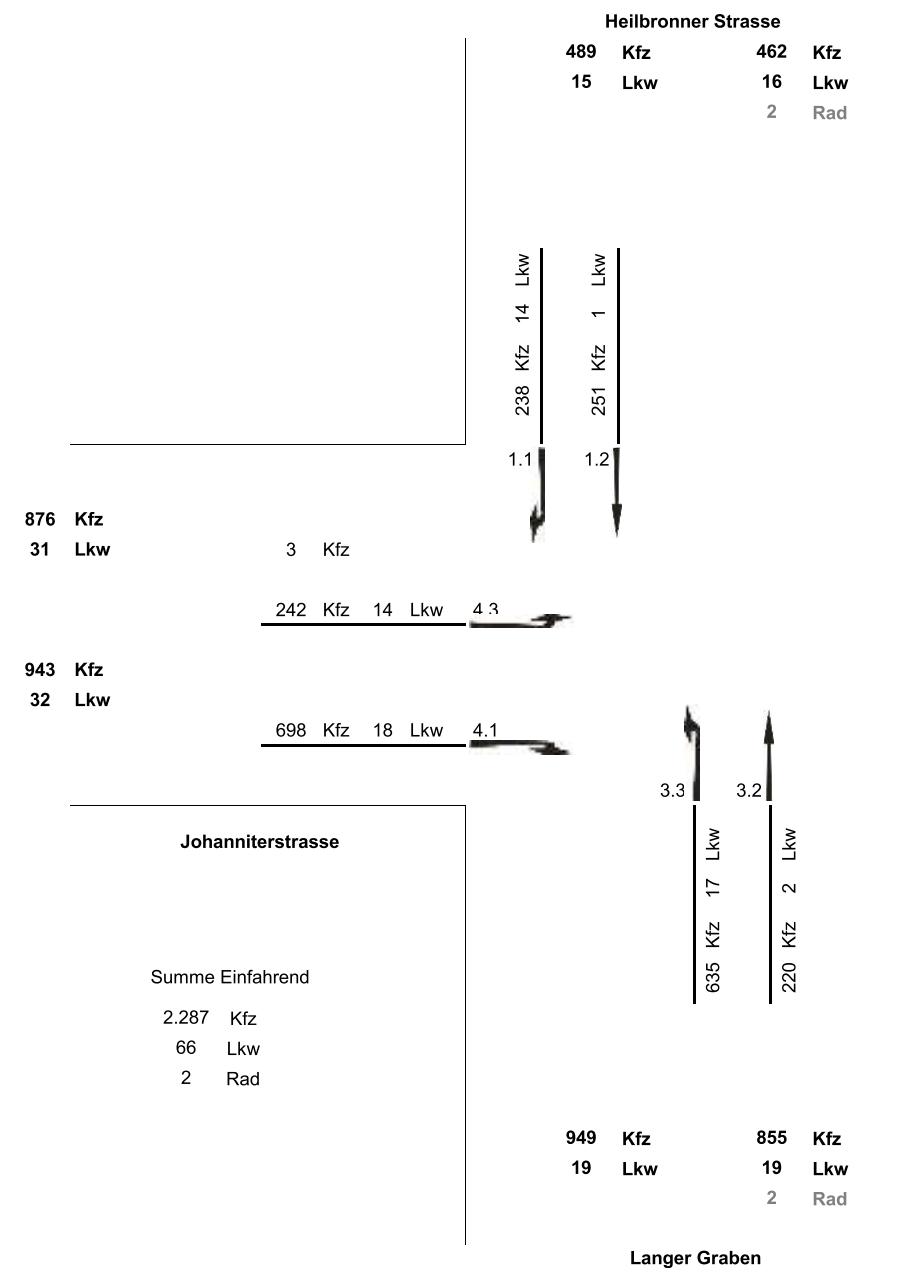 Heilbronner Strasse
489 Kfz 462 Kfz
15 Lkw 16 Lkw
2 Rad
238 Kfz 14 Lkw
251 Kfz 1 Lkw
1.1 1.2
876 Kfz
31 Lkw 3 Kfz
242 Kfz 14 Lkw 4.3
943 Kfz
32 Lkw
698 Kfz 18 Lkw 4.1
3.3 3.2
635 Kfz 17 Lkw
220 Kfz 2 Lkw
Johanniterstrasse
Summe Einfahrend
2.287 Kfz
66 Lkw
2 Rad
949 Kfz 855 Kfz
19 Lkw 19 Lkw
2 Rad
Langer Graben